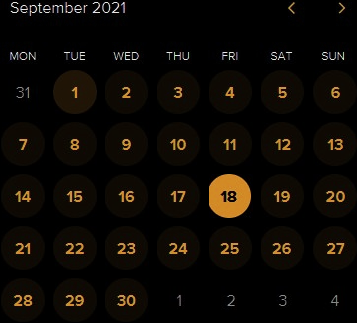 September 2021 < >
MON TUE WED THU FRI SAT SUN
31 1 2 3 4 5 6
7 8 9 10 11 12 13
14 15 16 17 18 19 20
21 22 23 24 25 26 27
28 29 30 1 2 3 4